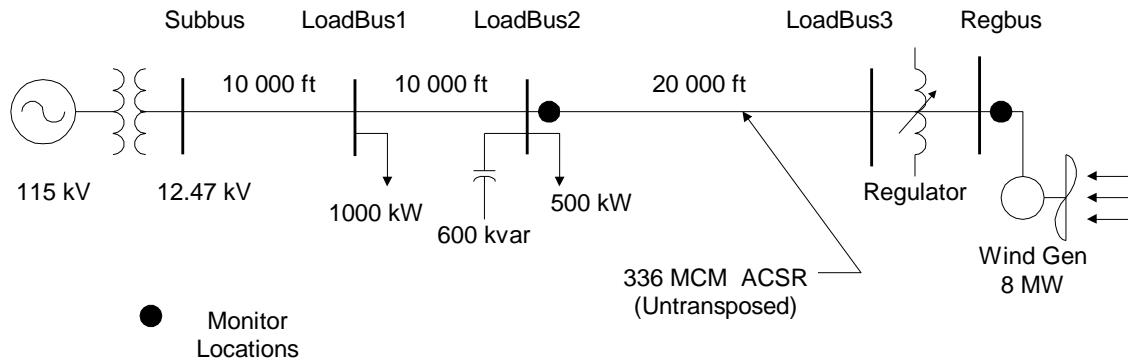 Subbus
LoadBus1
LoadBus2
LoadBus3
Regbus
10 000 ft
10 000 ft
20 000 ft
115 kV
12.47 kV
1000 kW
600 kvar
500 kW
Regulator
336 MCM ACSR
(Untransposed)
Wind Gen
8 MW
Monitor
Locations